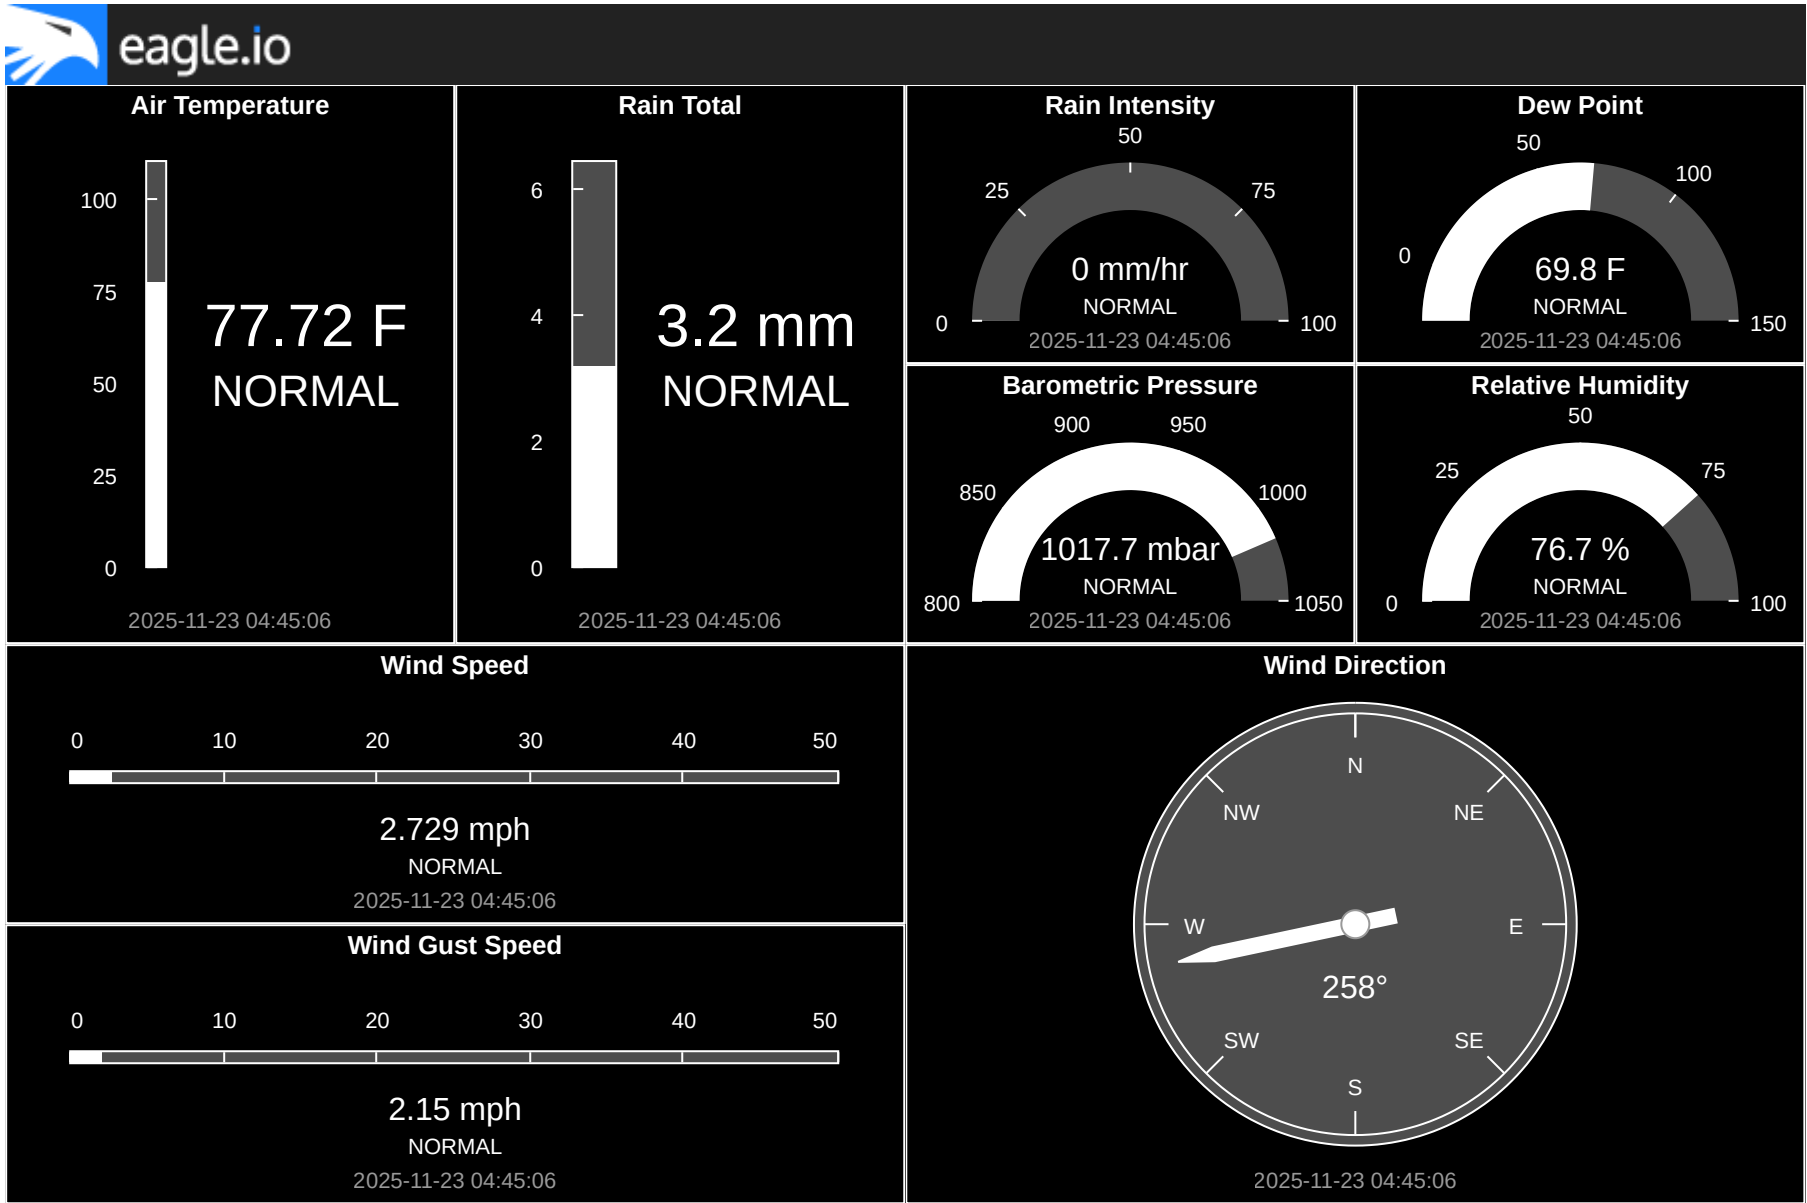 eagle.io
Air Temperature
100
75
50
25
0
77.72 F
NORMAL
2025-11-23 04:45:06
Rain Total
6
4
2
0
3.2 mm
NORMAL
2025-11-23 04:45:06
Rain Intensity
0
25
50
75
100
0 mm/hr
NORMAL
2025-11-23 04:45:06
Dew Point
0
50
100
150
69.8 F
NORMAL
2025-11-23 04:45:06
Barometric Pressure
800
850
900
950
1000
1050
1017.7 mbar
NORMAL
2025-11-23 04:45:06
Relative Humidity
0
25
50
75
100
76.7 %
NORMAL
2025-11-23 04:45:06
Wind Speed
0 10 20 30 40 50
2.729 mph
NORMAL
2025-11-23 04:45:06
Wind Gust Speed
0 10 20 30 40 50
2.15 mph
NORMAL
2025-11-23 04:45:06
Wind Direction
N
NW NE
W E
258°
SW SE
S
2025-11-23 04:45:06